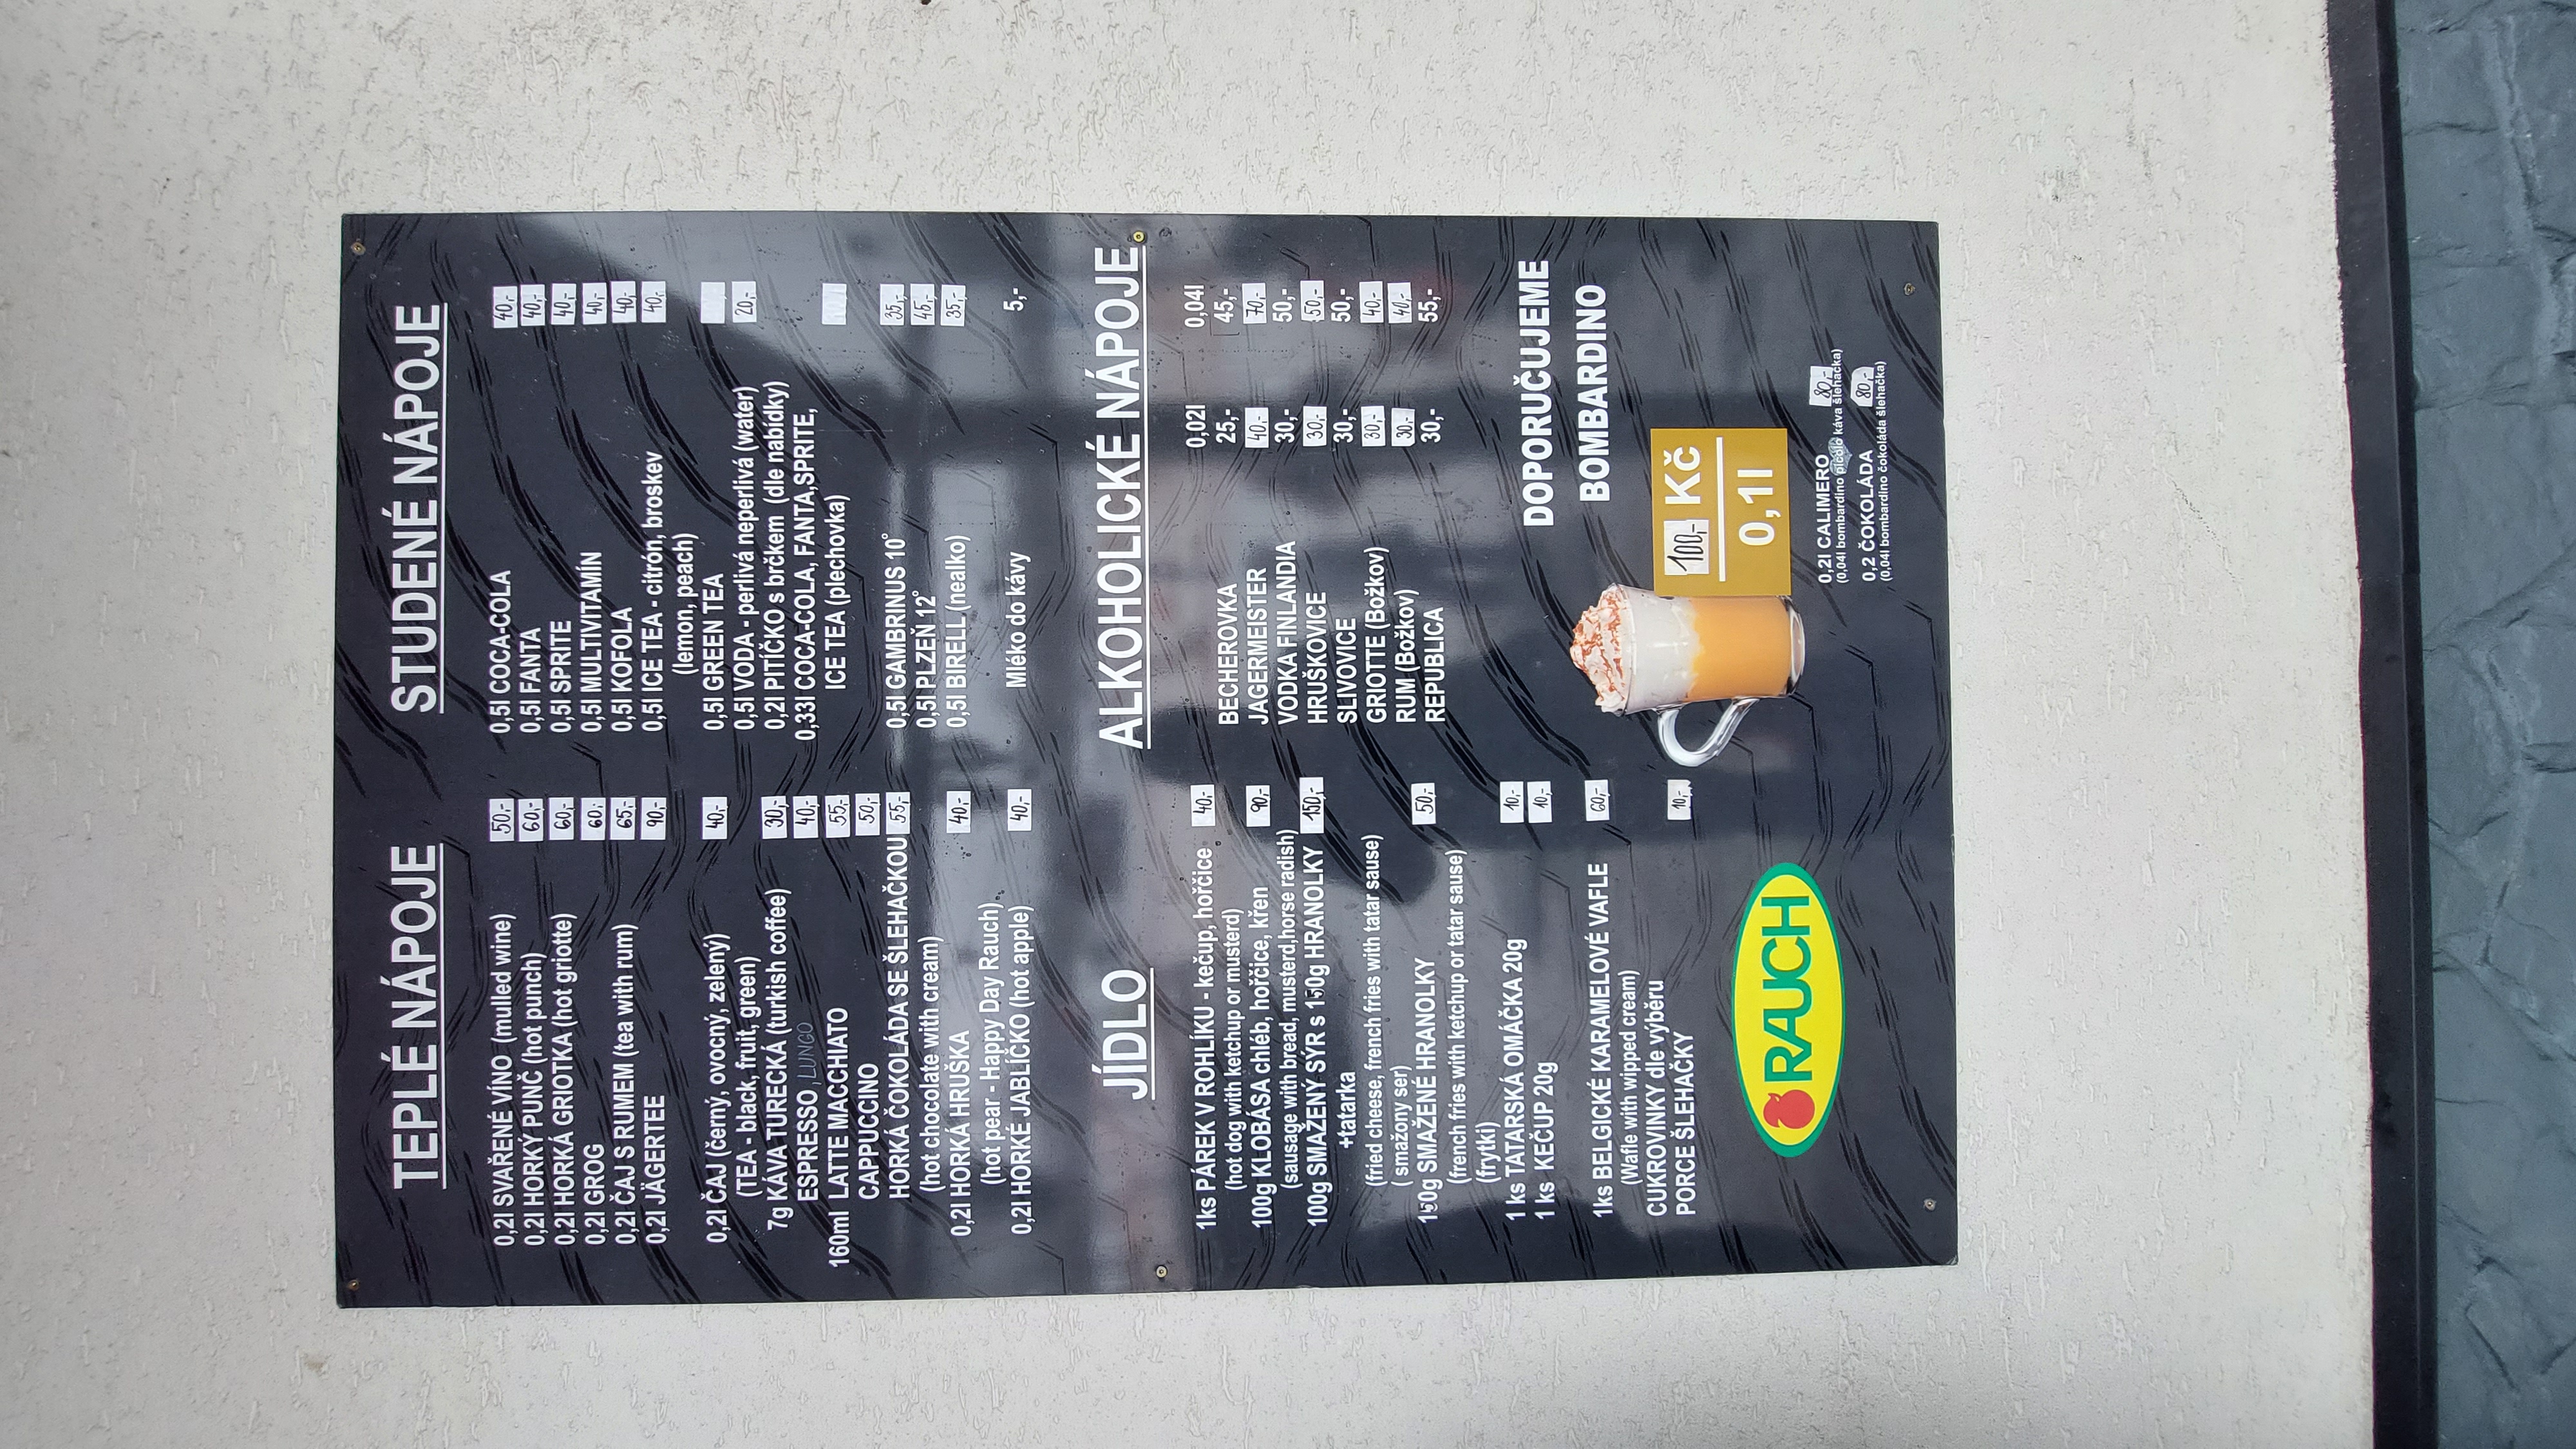 TEPLÉ NÁPOJE
0,2l SVAŘENÉ VÍNO (mulled wine) 50,-
0,2l HORKÝ PUNČ (hot punch) 60,-
0,2l HORKÁ GRIOTKA (hot griotte) 60,-
0,2l GROG 60,-
0,2l ČAJ S RUMEM (tea with rum) 65,-
0,2l JÄGERTEE 90,-
0,2l ČAJ (černý, ovocný, zelený) 40,-
(TEA - black, fruit, green)
7g KÁVA TURECKÁ (turkish coffee) 30,-
ESPRESSO, LUNGO 40,-
160ml LATTE MACCHIATO 55,-
CAPPUCCINO 50,-
HORKÁ ČOKOLÁDA SE ŠLEHAČKOU 55,-
(hot chocolate with cream)
0,2l HORKÁ HRUŠKA 40,-
(hot pear - Happy Day Rauch)
0,2l HORKÉ JABLÍČKO (hot apple) 40,-
STUDENÉ NÁPOJE
0,5l COCA-COLA 40,-
0,5l FANTA 40,-
0,5l SPRITE 40,-
0,5l MULTIVITAMÍN 40,-
0,5l KOFOLA 40,-
0,5l ICE TEA - citrón, broskev 40,-
(lemon, peach)
0,5l GREEN TEA
0,5l VODA - perlivá neperlivá (water) 20,-
0,2l PITÍČKO s brčkem (dle nabídky)
0,33l COCA-COLA, FANTA,SPRITE,
ICE TEA (plechovka)
0,5l GAMBRINUS 10° 35,-
0,5l PLZEŇ 12° 45,-
0,5l BIRELL (nealko) 35,-
Mléko do kávy 5,-
JÍDLO
1ks PÁREK V ROHLÍKU - kečup, hořčice 40,-
(hot dog with ketchup or musterd)
100g KLOBÁSA chléb, hořčice, křen 90,-
(sausage with bread, musterd,horse radish)
100g SMAŽENÝ SÝR s 150g HRANOLKY 150,-
+tatarka
(fried cheese, french fries with tatar sause)
( smažony ser)
150g SMAŽENÉ HRANOLKY 50,-
(french fries with ketchup or tatar sause)
(frytki)
1 ks TATARSKÁ OMÁČKA 20g 10,-
1 ks KEČUP 20g 10,-
1ks BELGICKÉ KARAMELOVÉ VAFLE 60,-
(Wafle with wipped cream)
CUKROVINKY dle výběru
PORCE ŠLEHAČKY 10,-
RAUCH
ALKOHOLICKÉ NÁPOJE
0,02l 0,04l
BECHEROVKA 25,- 45,-
JÄGERMEISTER 40,- 70,-
VODKA FINLANDIA 30,- 50,-
HRUŠKOVICE 30,- 50,-
SLIVOVICE 30,- 50,-
GRIOTTE (Božkov) 30,- 40,-
RUM (Božkov) 30,- 40,-
REPUBLICA 30,- 55,-
DOPORUČUJEME
BOMBARDINO
100,- Kč
0,1l
0,2l CALIMERO 80,-
(0,04l bombardino picolo káva šlehačka)
0,2 ČOKOLÁDA 80,-
(0,04l bombardino čokoláda šlehačka)